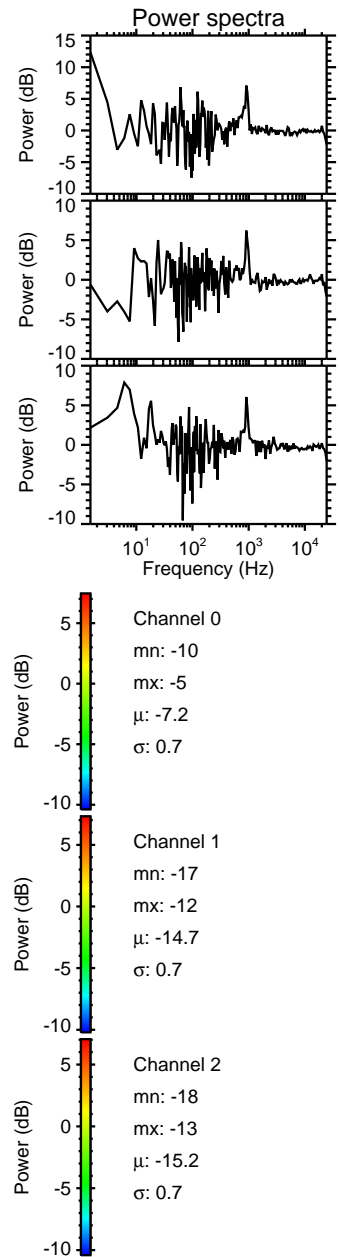 Power spectra
15
10
5
0
-5
-10
Power (dB)
10
5
0
-5
-10
Power (dB)
10
5
0
-5
-10
Power (dB)
10¹ 10² 10³ 10⁴
Frequency (Hz)
5
0
-5
-10
Power (dB)
Channel 0
mn: -10
mx: -5
μ: -7.2
σ: 0.7
5
0
-5
-10
Power (dB)
Channel 1
mn: -17
mx: -12
μ: -14.7
σ: 0.7
5
0
-5
-10
Power (dB)
Channel 2
mn: -18
mx: -13
μ: -15.2
σ: 0.7